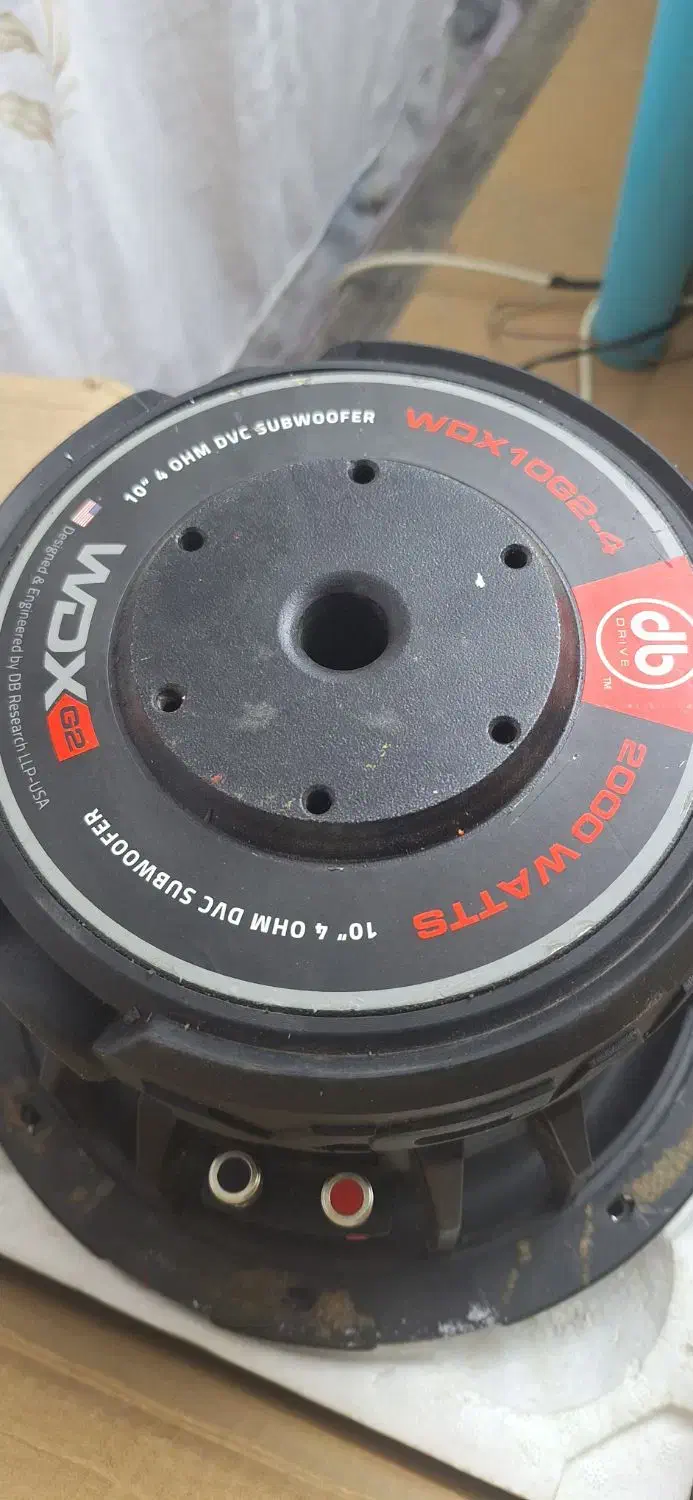 10" 4 OHM DVC SUBWOOFER
WDX10G2-4
db
DRIVE
TM
2000 WATTS
10" 4 OHM DVC SUBWOOFER
WDX
G2
Designed & Engineered by DB Research LLP-USA